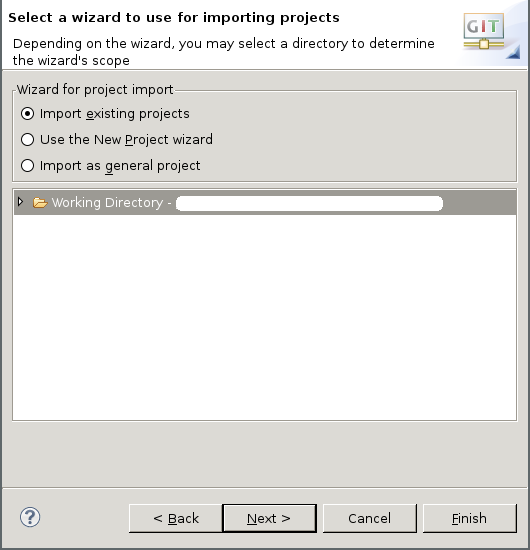 Select a wizard to use for importing projects
Depending on the wizard, you may select a directory to determine
the wizard's scope
GIT
Wizard for project import
Import existing projects
Use the New Project wizard
Import as general project
Working Directory -
?
< Back
Next >
Cancel
Finish